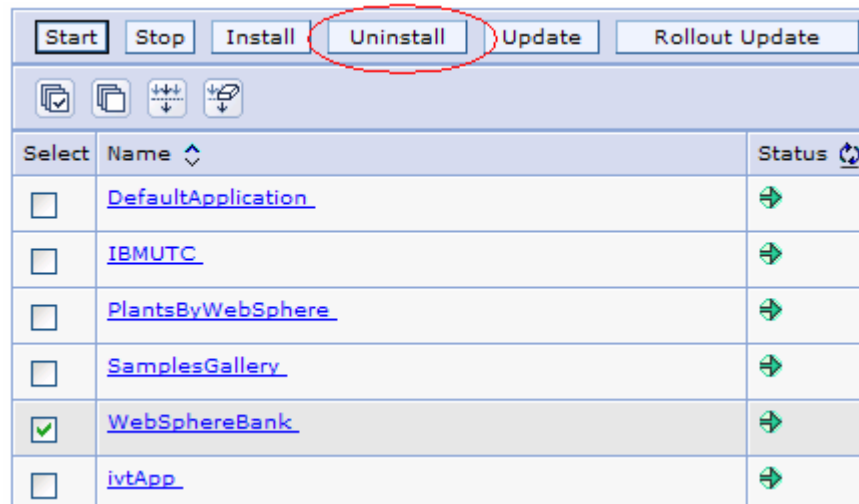 Start Stop Install Uninstall Update Rollout Update
Select Name Status
DefaultApplication
IBMUTC
PlantsByWebSphere
SamplesGallery
WebSphereBank
ivtApp